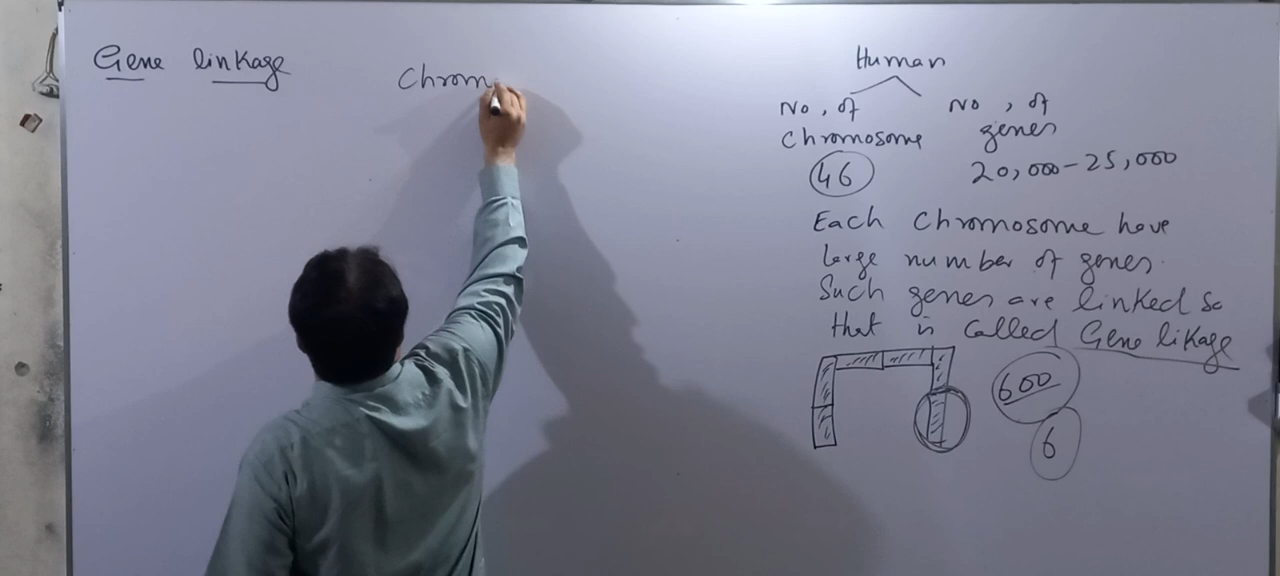 Gene linkage
Chrom
Human
No, of
chromosome
46
No, of
genes
20,000-25,000
Each Chromosome have
large number of genes.
Such genes are linked so
that is called Gene likage
600
6